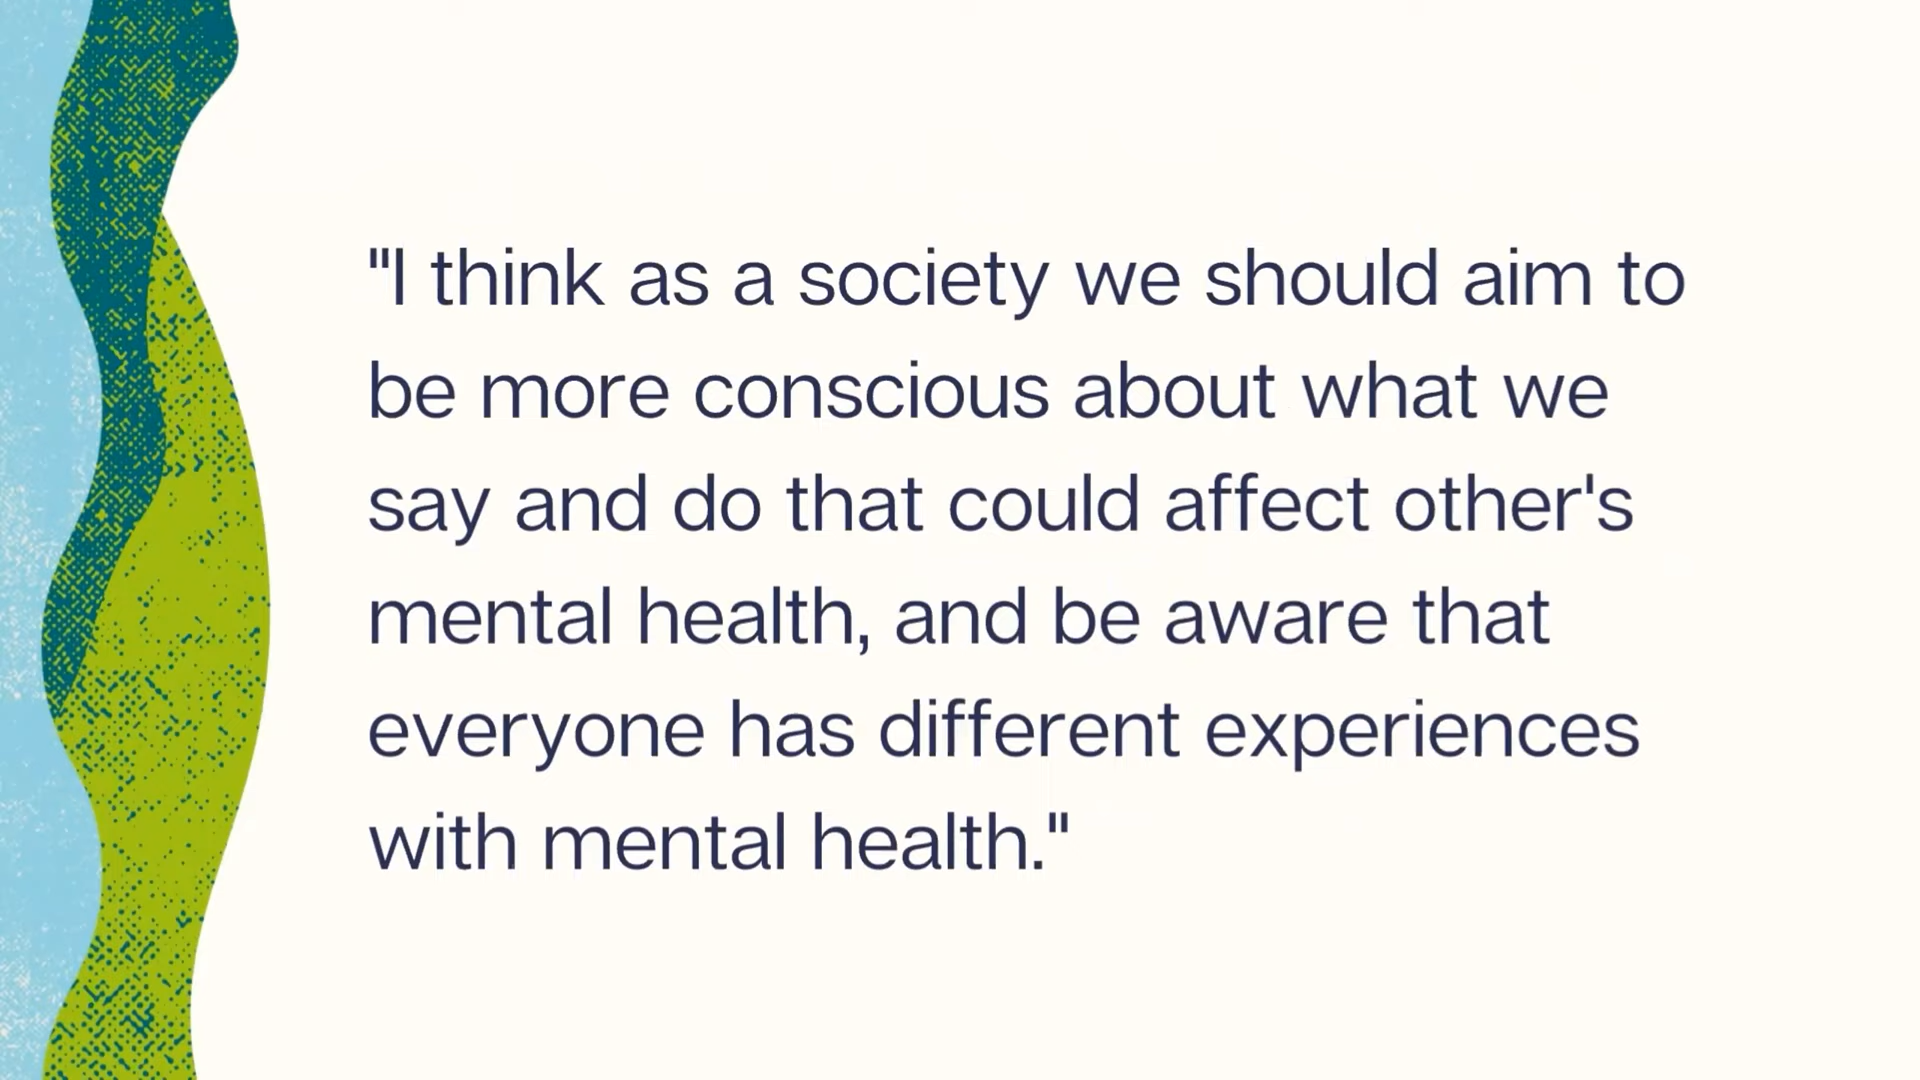 "I think as a society we should aim to
be more conscious about what we
say and do that could affect other's
mental health, and be aware that
everyone has different experiences
with mental health."